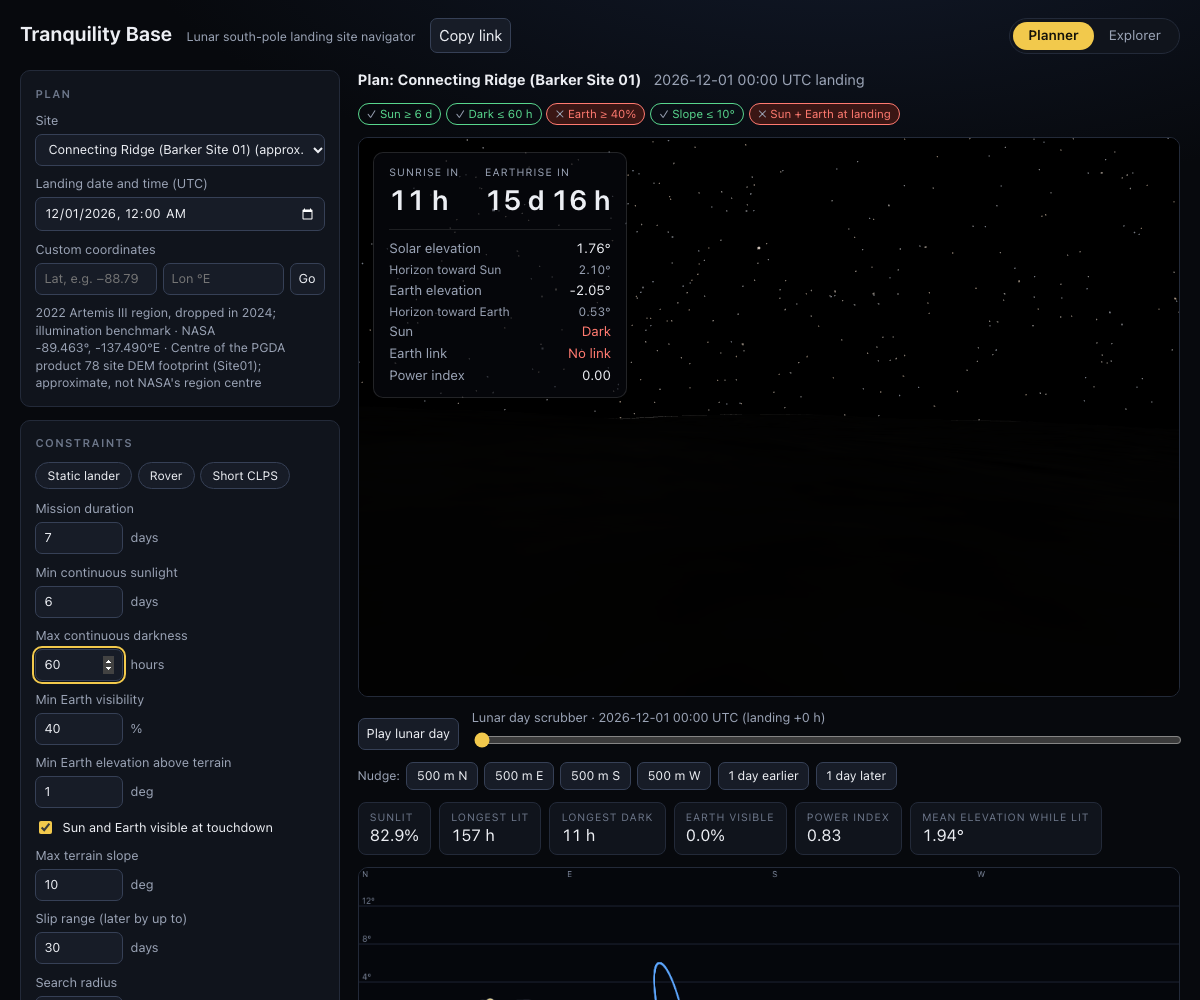 Tranquility Base Lunar south-pole landing site navigator Copy link Planner Explorer
PLAN
Site
Connecting Ridge (Barker Site 01) (approx.
Landing date and time (UTC)
12/01/2026, 12:00 AM
Custom coordinates
Lat, e.g. −88.79 Lon °E Go
2022 Artemis III region, dropped in 2024;
illumination benchmark · NASA
-89.463°, -137.490°E · Centre of the PGDA
product 78 site DEM footprint (Site01);
approximate, not NASA's region centre
CONSTRAINTS
Static lander Rover Short CLPS
Mission duration
7 days
Min continuous sunlight
6 days
Max continuous darkness
60 hours
Min Earth visibility
40 %
Min Earth elevation above terrain
1 deg
Sun and Earth visible at touchdown
Max terrain slope
10 deg
Slip range (later by up to)
30 days
Search radius
Plan: Connecting Ridge (Barker Site 01) 2026-12-01 00:00 UTC landing
✓ Sun ≥ 6 d ✓ Dark ≤ 60 h ✕ Earth ≥ 40% ✓ Slope ≤ 10° ✕ Sun + Earth at landing
SUNRISE IN EARTHRISE IN
11 h 15 d 16 h
Solar elevation 1.76°
Horizon toward Sun 2.10°
Earth elevation -2.05°
Horizon toward Earth 0.53°
Sun Dark
Earth link No link
Power index 0.00
Play lunar day Lunar day scrubber · 2026-12-01 00:00 UTC (landing +0 h)
Nudge: 500 m N 500 m E 500 m S 500 m W 1 day earlier 1 day later
SUNLIT LONGEST LIT LONGEST DARK EARTH VISIBLE POWER INDEX MEAN ELEVATION WHILE LIT
82.9% 157 h 11 h 0.0% 0.83 1.94°
N E S W
12°
8°
4°